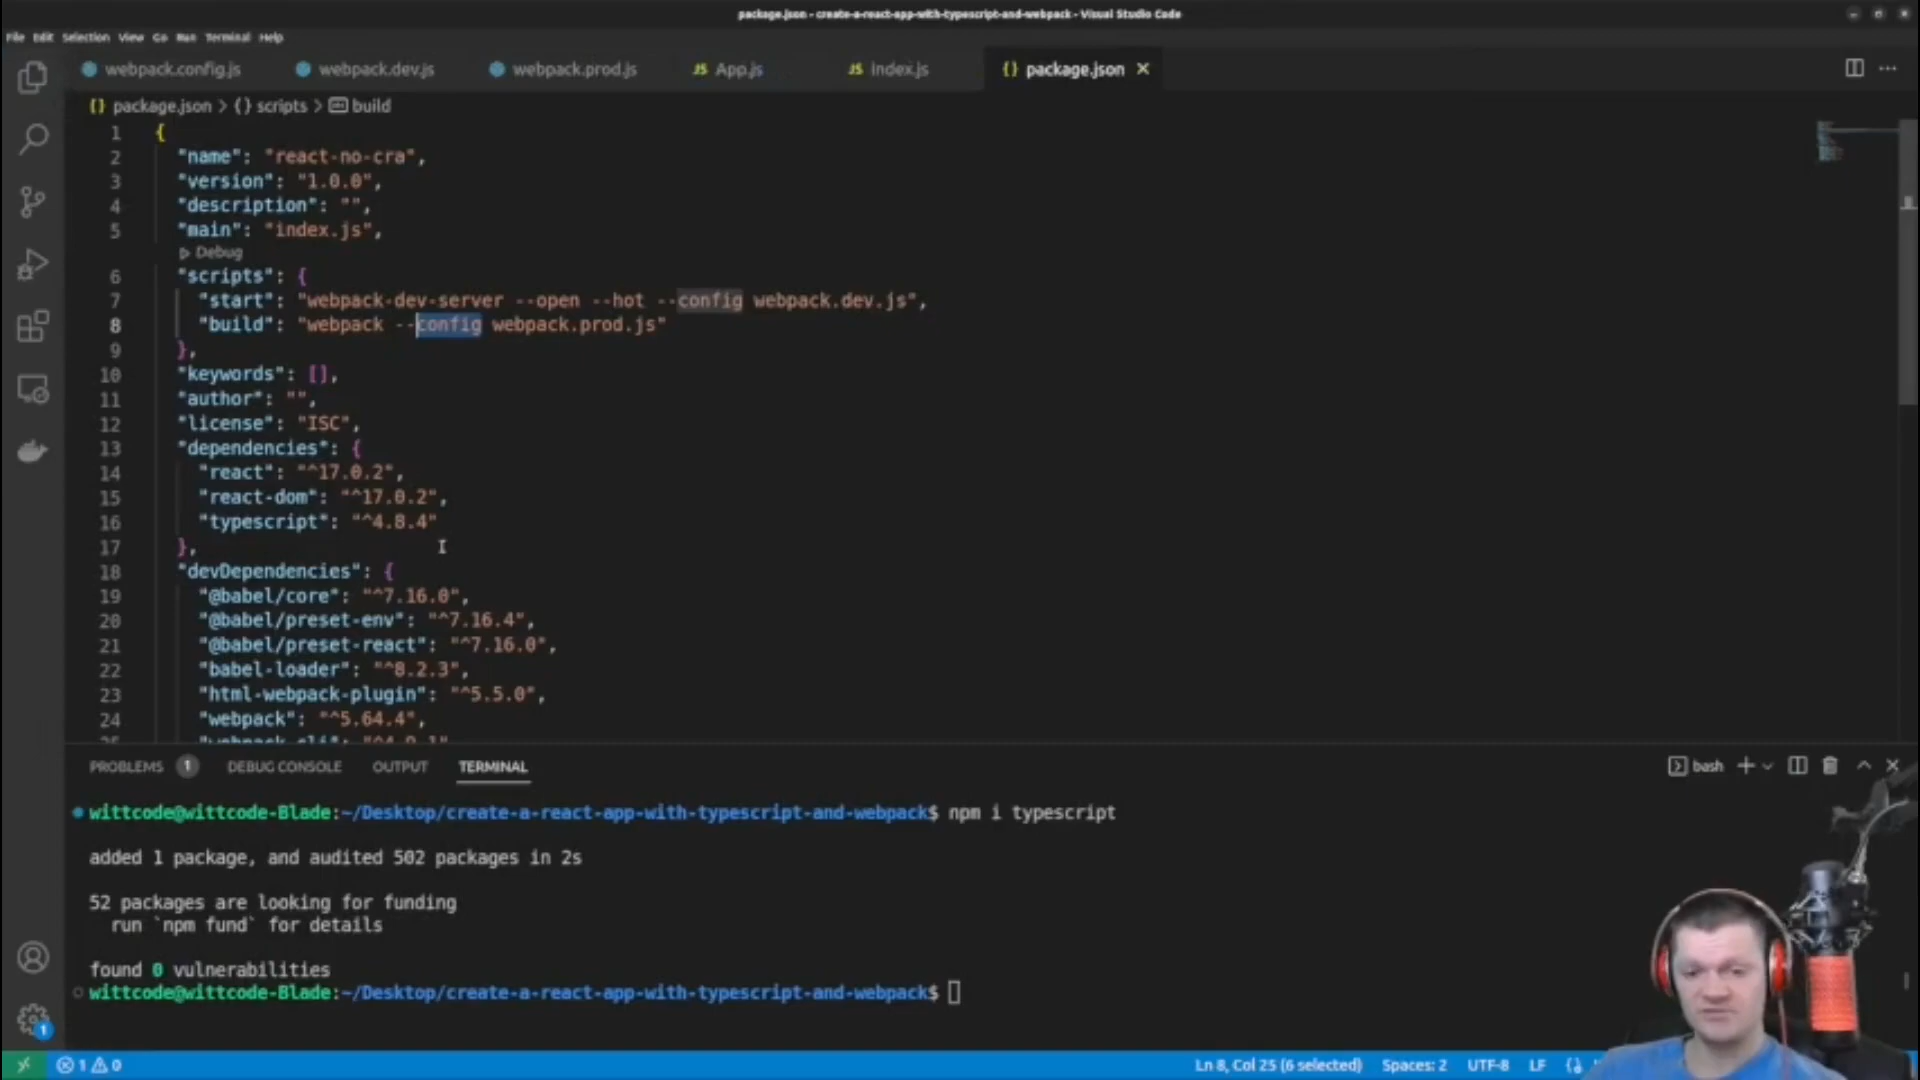 package.json - create-a-react-app-with-typescript-and-webpack - Visual Studio Code
File Edit Selection View Go Run Terminal Help
webpack.config.js webpack.dev.js webpack.prod.js JS App.js JS index.js {} package.json ×
{} package.json > {} scripts > build
1 {
2 "name": "react-no-cra",
3 "version": "1.0.0",
4 "description": "",
5 "main": "index.js",
Debug
6 "scripts": {
7 "start": "webpack-dev-server --open --hot --config webpack.dev.js",
8 "build": "webpack --config webpack.prod.js"
9 },
10 "keywords": [],
11 "author": "",
12 "license": "ISC",
13 "dependencies": {
14 "react": "^17.0.2",
15 "react-dom": "^17.0.2",
16 "typescript": "^4.8.4"
17 },
18 "devDependencies": {
19 "@babel/core": "^7.16.0",
20 "@babel/preset-env": "^7.16.4",
21 "@babel/preset-react": "^7.16.0",
22 "babel-loader": "^8.2.3",
23 "html-webpack-plugin": "^5.5.0",
24 "webpack": "^5.64.4",
PROBLEMS 1 DEBUG CONSOLE OUTPUT TERMINAL bash
wittcode@wittcode-Blade:~/Desktop/create-a-react-app-with-typescript-and-webpack$ npm i typescript
added 1 package, and audited 502 packages in 2s
52 packages are looking for funding
run `npm fund` for details
found 0 vulnerabilities
wittcode@wittcode-Blade:~/Desktop/create-a-react-app-with-typescript-and-webpack$
1
1 0 Ln 8, Col 25 (6 selected) Spaces: 2 UTF-8 LF